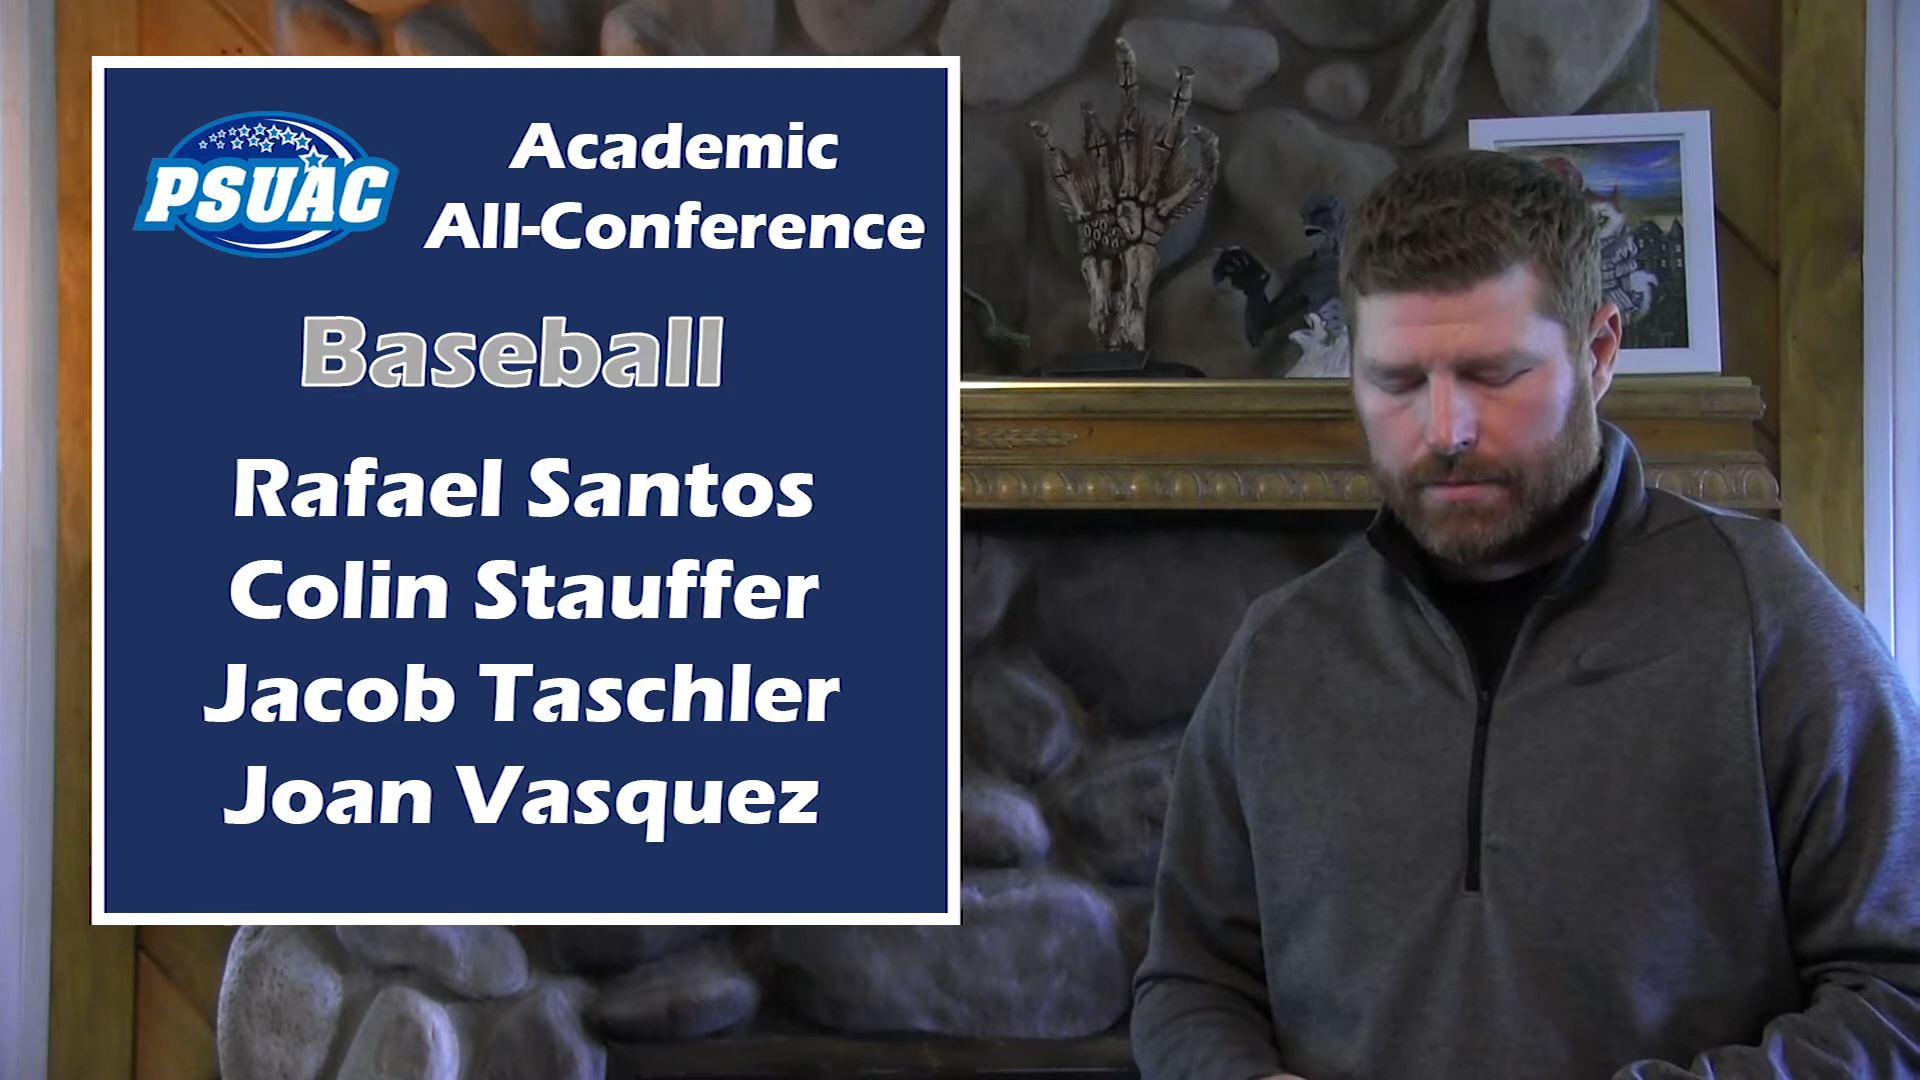 PSUAC
Academic
All-Conference
Baseball
Rafael Santos
Colin Stauffer
Jacob Taschler
Joan Vasquez